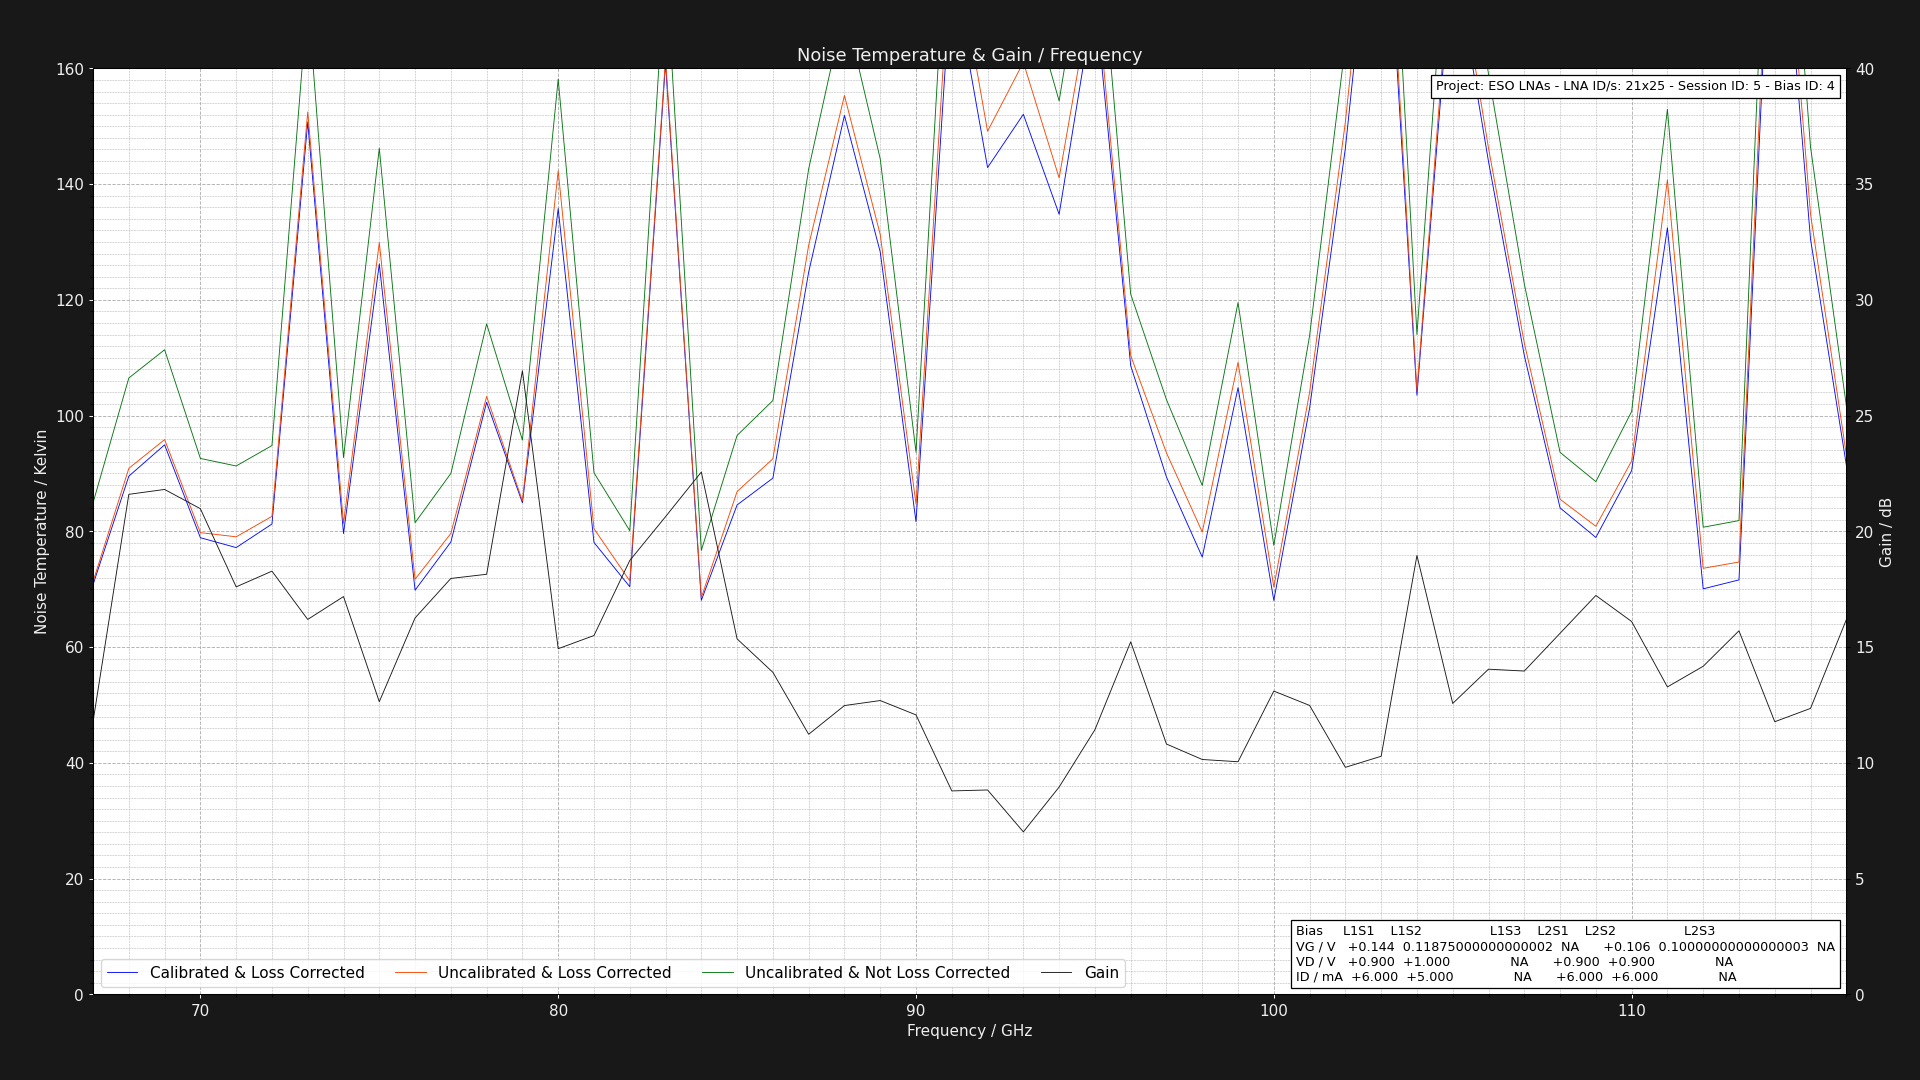 Noise Temperature & Gain / Frequency
Project: ESO LNAs - LNA ID/s: 21x25 - Session ID: 5 - Bias ID: 4
Noise Temperature / Kelvin
160
140
120
100
80
60
40
20
0
40
35
30
25
20
15
10
5
0
Gain / dB
Bias L1S1 L1S2 L1S3 L2S1 L2S2 L2S3
VG / V +0.144 0.11875000000000002 NA +0.106 0.10000000000000003 NA
VD / V +0.900 +1.000 NA +0.900 +0.900 NA
ID / mA +6.000 +5.000 NA +6.000 +6.000 NA
Calibrated & Loss Corrected Uncalibrated & Loss Corrected Uncalibrated & Not Loss Corrected Gain
70 80 90 100 110
Frequency / GHz